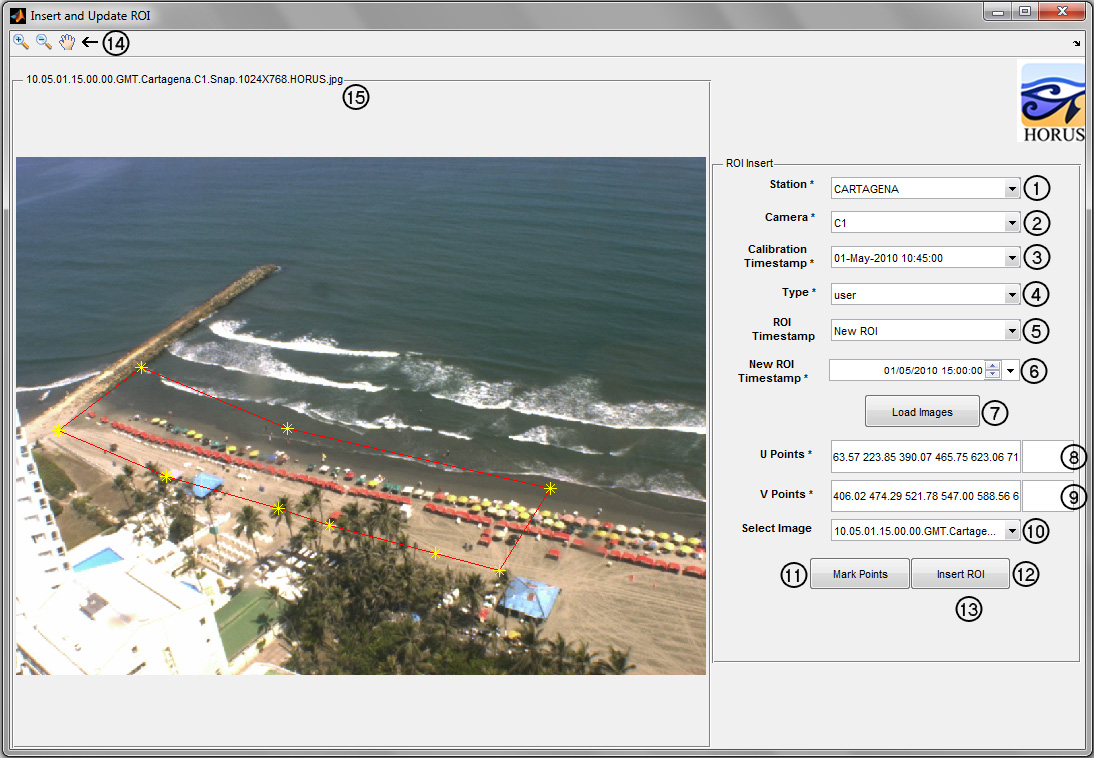 Insert and Update ROI
14
10.05.01.15.00.00.GMT.Cartagena.C1.Snap.1024X768.HORUS.jpg
15
HORUS
ROI Insert
Station * CARTAGENA 1
Camera * C1 2
Calibration
Timestamp * 01-May-2010 10:45:00 3
Type * user 4
ROI
Timestamp New ROI 5
New ROI
Timestamp * 01/05/2010 15:00:00 6
Load Images 7
U Points * 63.57 223.85 390.07 465.75 623.06 71 8
V Points * 406.02 474.29 521.78 547.00 588.56 6 9
Select Image 10.05.01.15.00.00.GMT.Cartage... 10
11 Mark Points Insert ROI 12
13